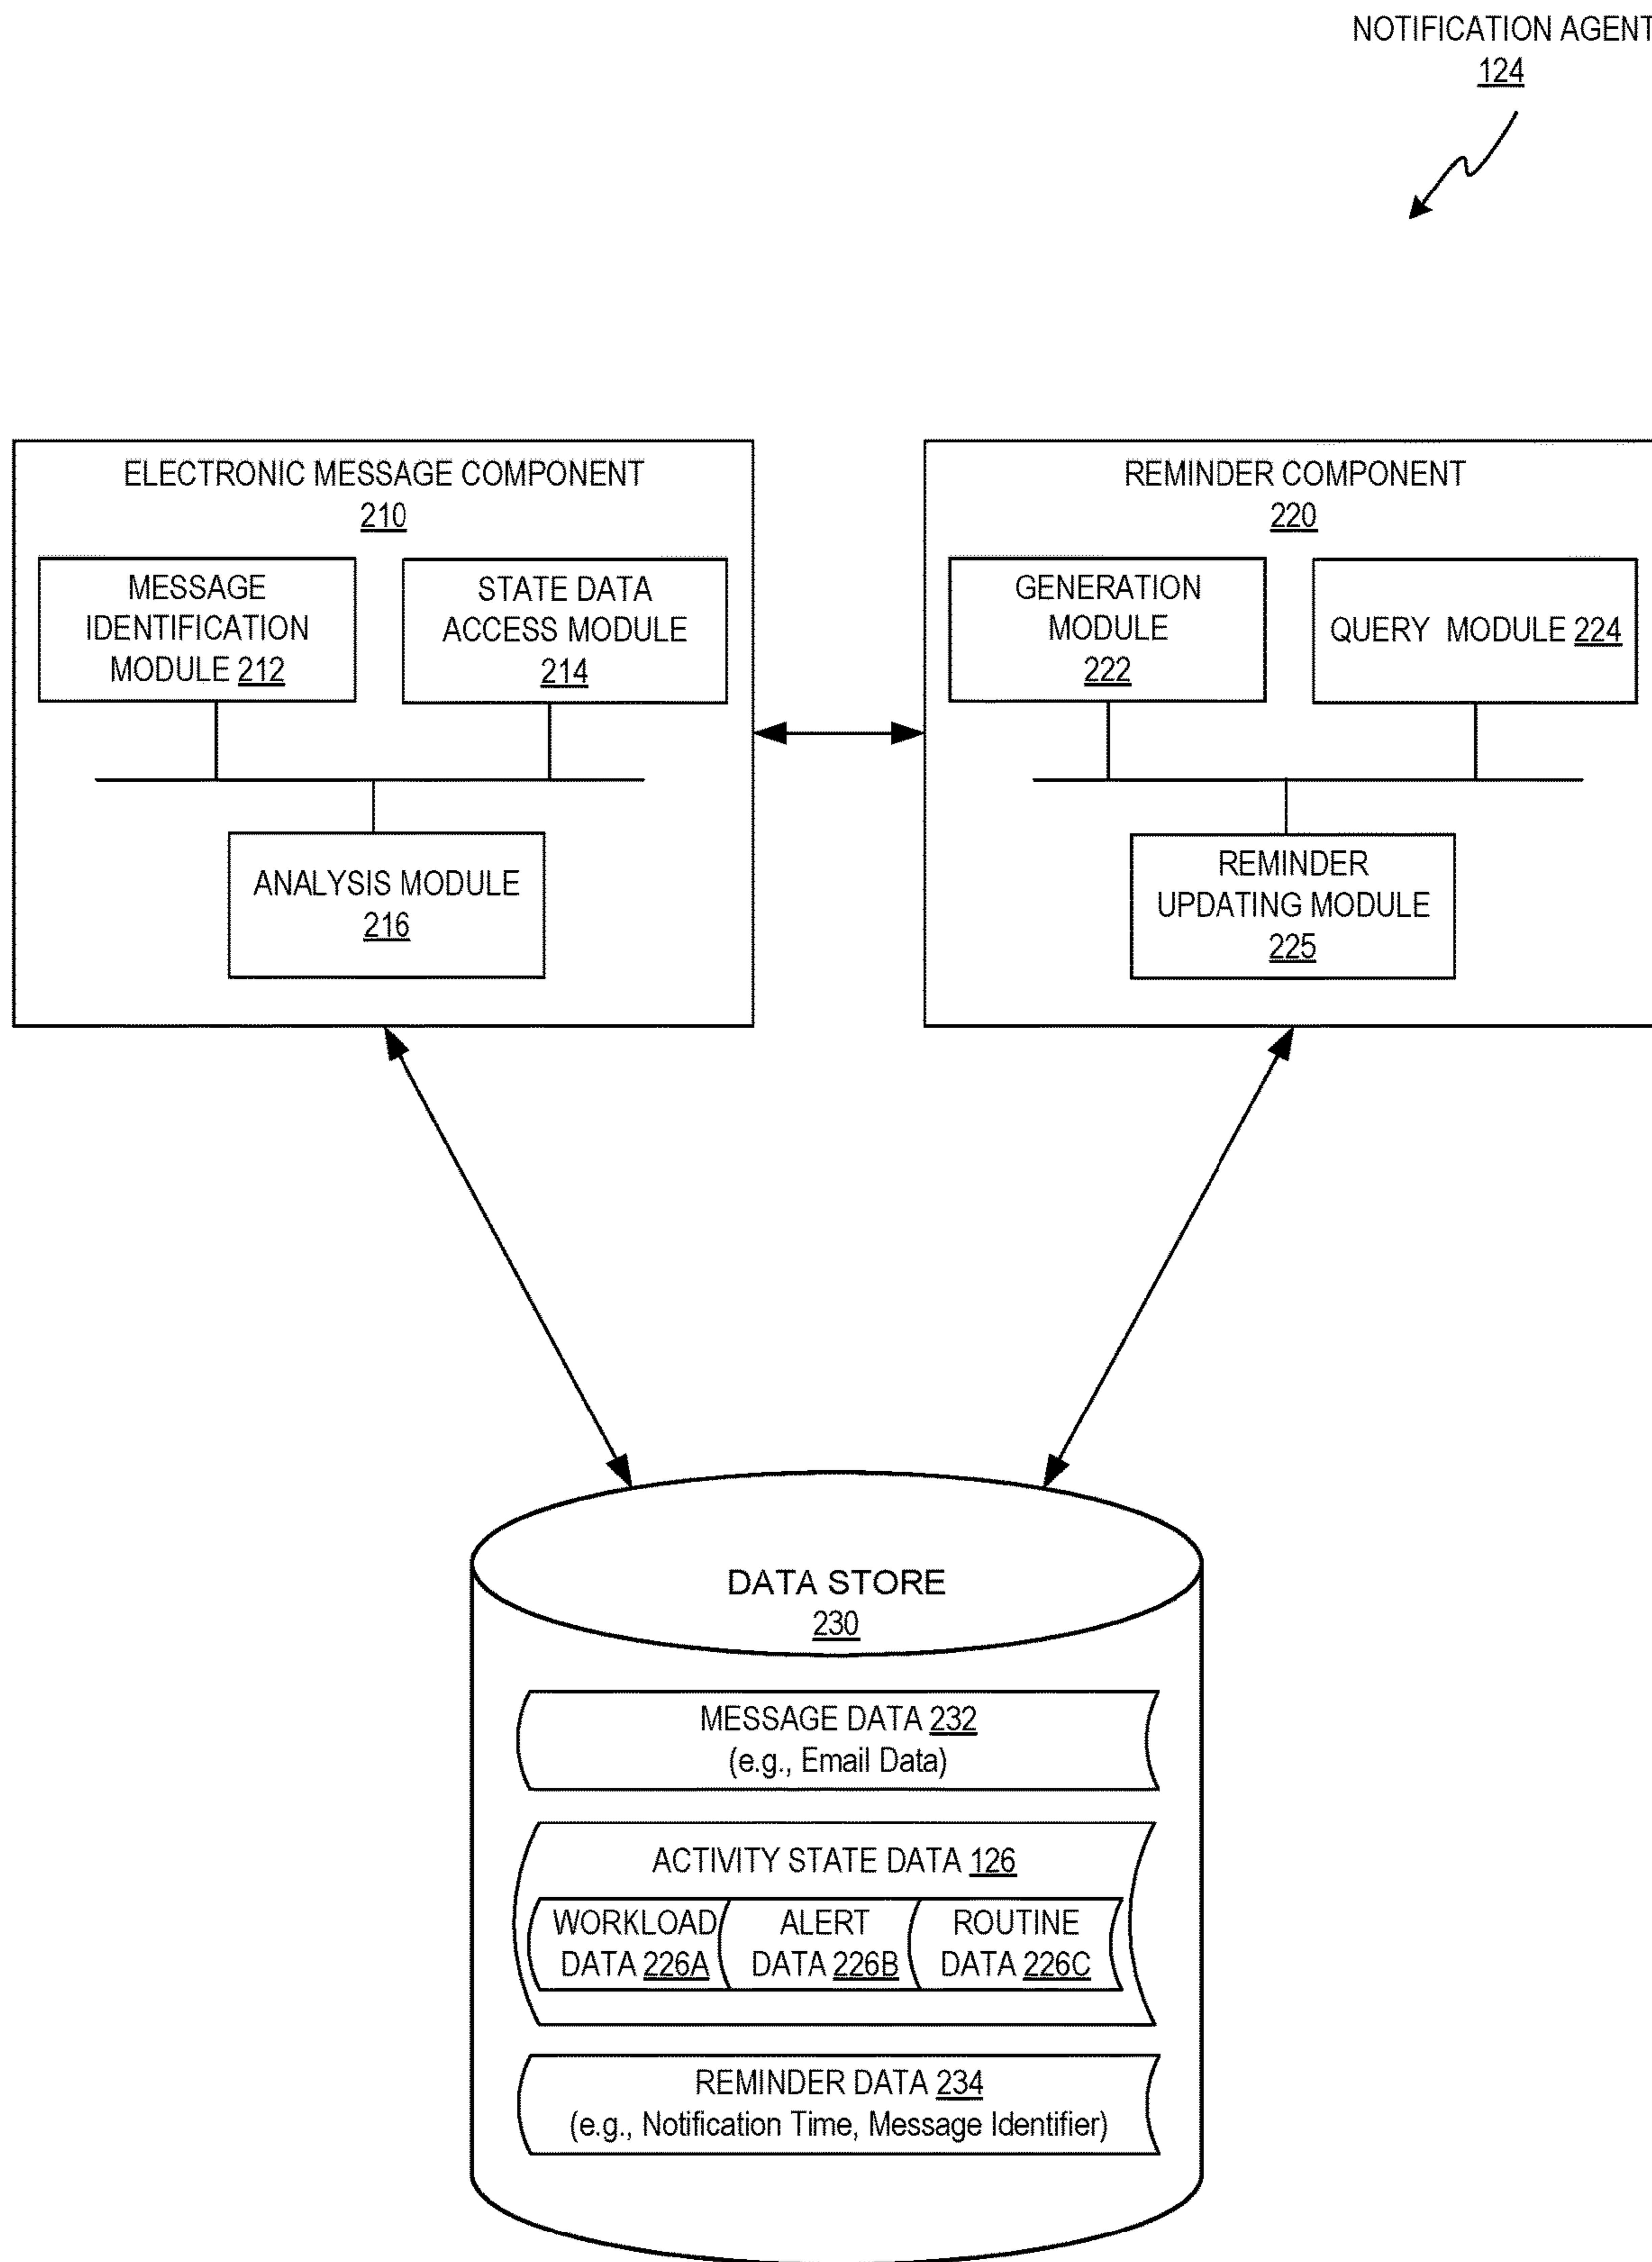 NOTIFICATION AGENT
124
ELECTRONIC MESSAGE COMPONENT
210
MESSAGE
IDENTIFICATION
MODULE 212
STATE DATA
ACCESS MODULE
214
ANALYSIS MODULE
216
REMINDER COMPONENT
220
GENERATION
MODULE
222
QUERY MODULE 224
REMINDER
UPDATING MODULE
225
DATA STORE
230
MESSAGE DATA 232
(e.g., Email Data)
ACTIVITY STATE DATA 126
WORKLOAD
DATA 226A
ALERT
DATA 226B
ROUTINE
DATA 226C
REMINDER DATA 234
(e.g., Notification Time, Message Identifier)